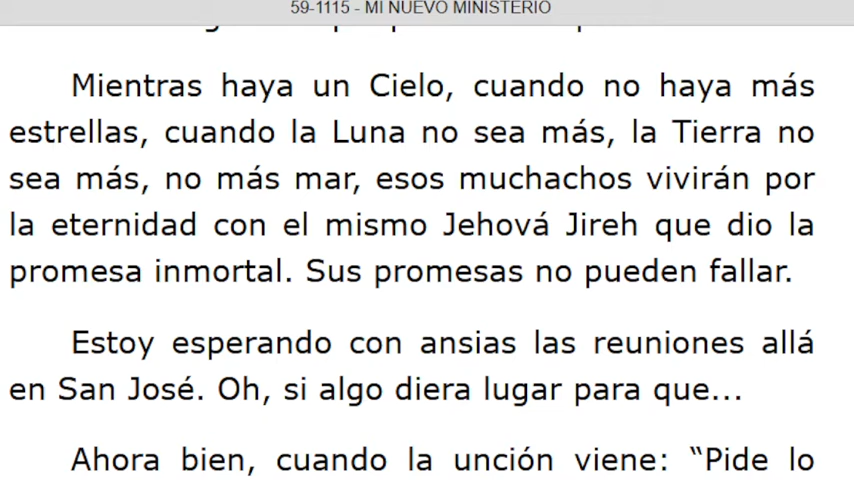 59-1115 - MI NUEVO MINISTERIO
Mientras haya un Cielo, cuando no haya más
estrellas, cuando la Luna no sea más, la Tierra no
sea más, no más mar, esos muchachos vivirán por
la eternidad con el mismo Jehová Jireh que dio la
promesa inmortal. Sus promesas no pueden fallar.
Estoy esperando con ansias las reuniones allá
en San José. Oh, si algo diera lugar para que...
Ahora bien, cuando la unción viene: “Pide lo